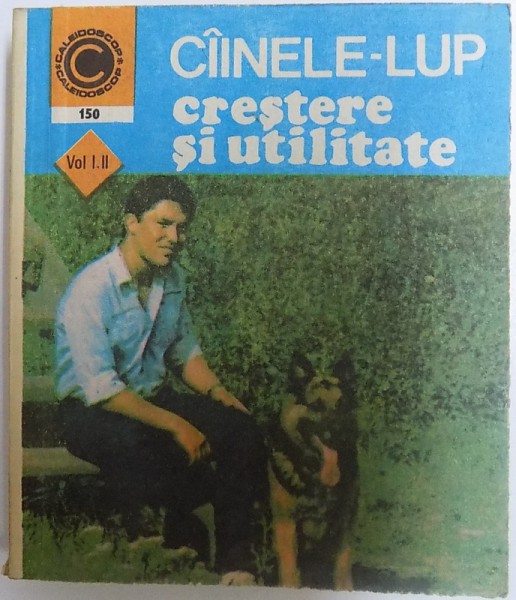 CALEIDOSCOP*
*CALEIDOSCOP
C
150
Vol I.II
CÎINELE-LUP
creștere
și utilitate